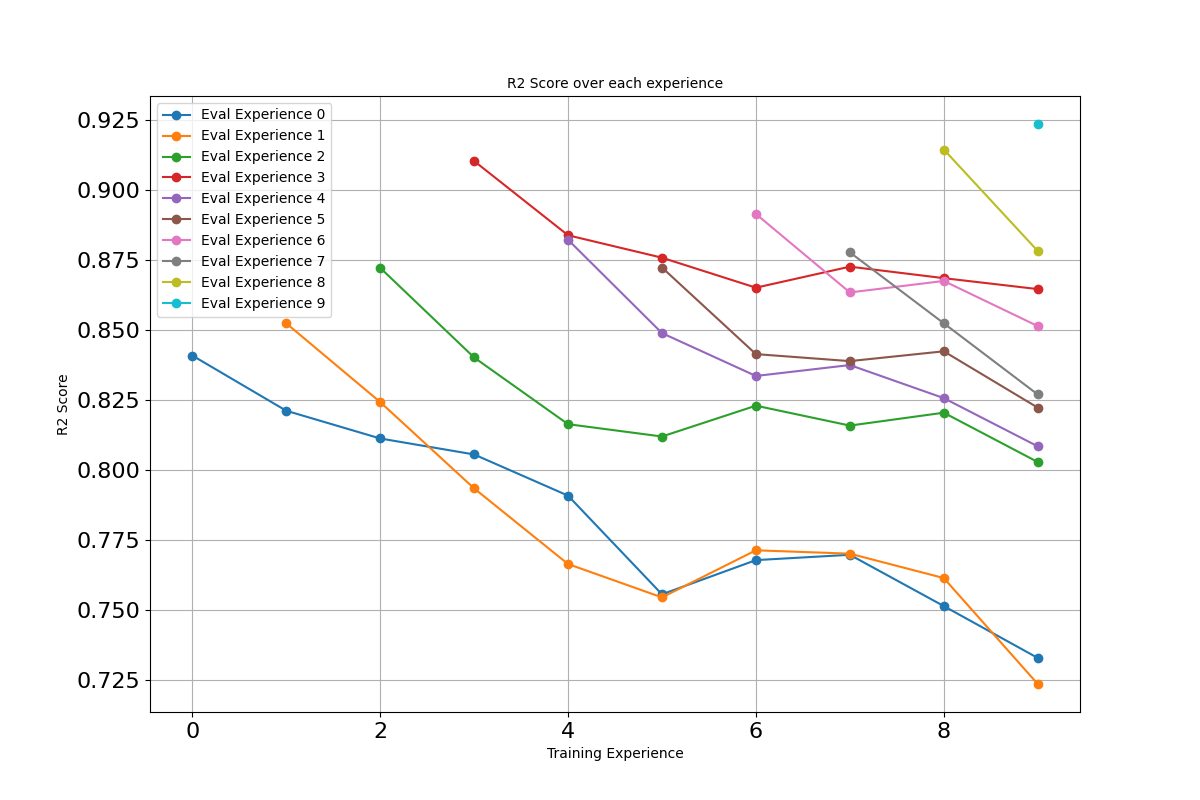 R2 Score over each experience
0.925
0.900
0.875
0.850
0.825
0.800
0.775
0.750
0.725
R2 Score
Eval Experience 0
Eval Experience 1
Eval Experience 2
Eval Experience 3
Eval Experience 4
Eval Experience 5
Eval Experience 6
Eval Experience 7
Eval Experience 8
Eval Experience 9
0 2 4 6 8
Training Experience